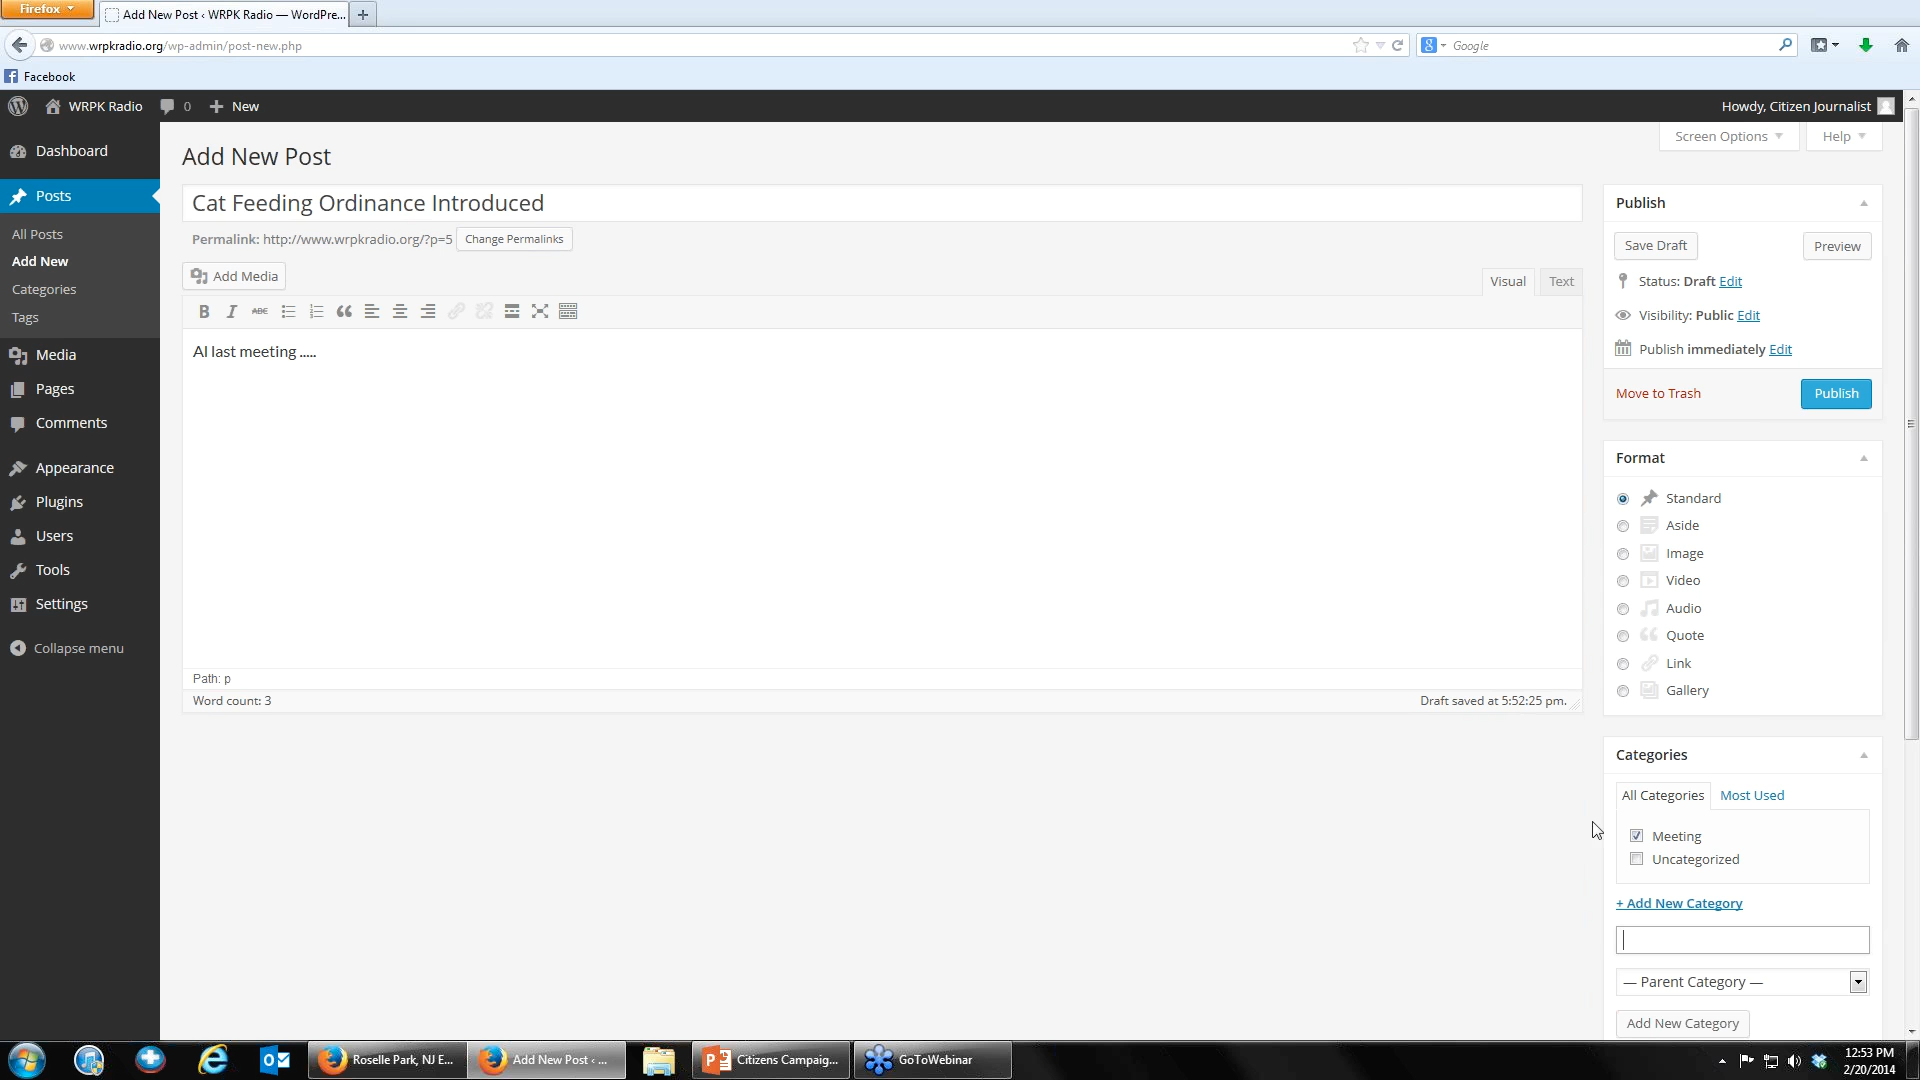 Firefox
Add New Post ‹ WRPK Radio — WordPre...
www.wrpkradio.org/wp-admin/post-new.php
Google
Facebook
WRPK Radio 0 New
Howdy, Citizen Journalist
Screen Options
Help
Dashboard
Posts
All Posts
Add New
Categories
Tags
Media
Pages
Comments
Appearance
Plugins
Users
Tools
Settings
Collapse menu
Add New Post
Cat Feeding Ordinance Introduced
Permalink: http://www.wrpkradio.org/?p=5 Change Permalinks
Add Media
Visual
Text
B I ABC
Al last meeting .....
Path: p
Word count: 3
Draft saved at 5:52:25 pm.
Publish
Save Draft
Preview
Status: Draft Edit
Visibility: Public Edit
Publish immediately Edit
Move to Trash
Publish
Format
Standard
Aside
Image
Video
Audio
Quote
Link
Gallery
Categories
All Categories
Most Used
Meeting
Uncategorized
+ Add New Category
— Parent Category —
Add New Category
Roselle Park, NJ E...
Add New Post ‹ ...
Citizens Campaig...
GoToWebinar
12:53 PM
2/20/2014